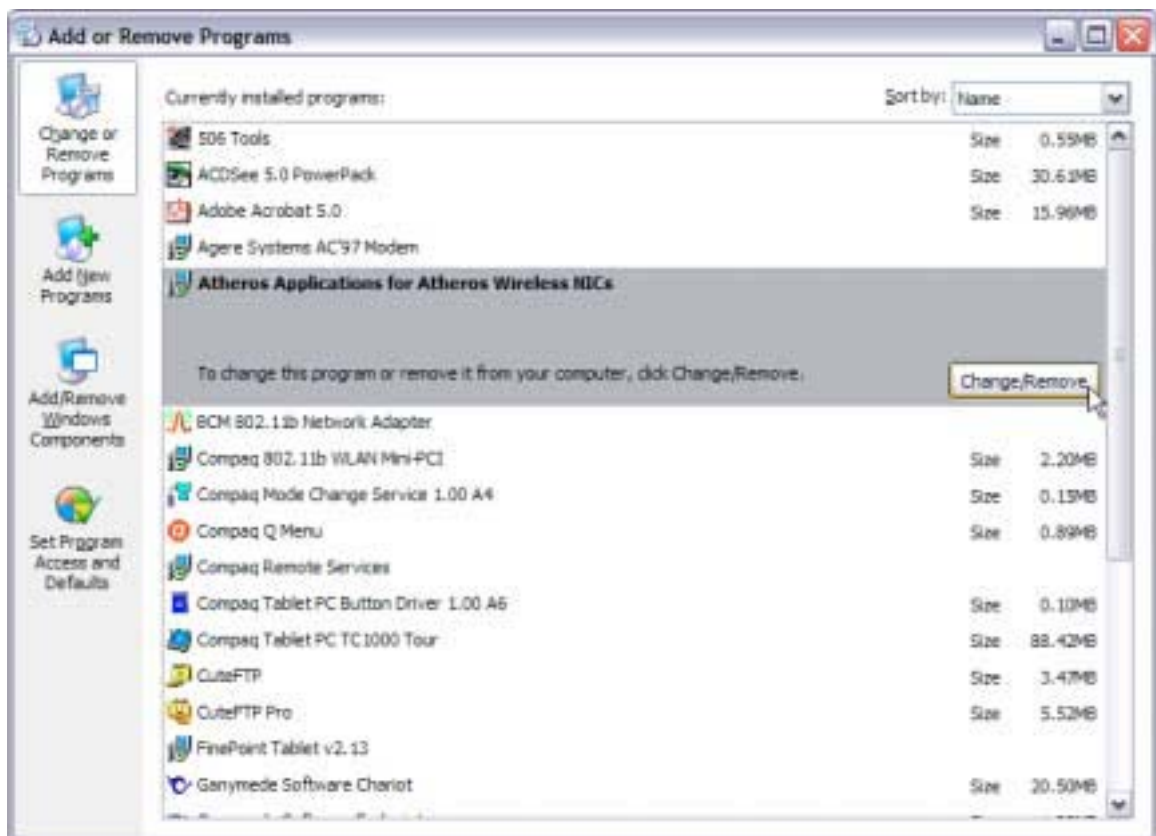 Add or Remove Programs
Change or
Remove
Programs
Add New
Programs
Add/Remove
Windows
Components
Set Program
Access and
Defaults
Currently installed programs:
Sort by: Name
506 Tools Size 0.55MB
ACDSee 5.0 PowerPack Size 30.61MB
Adobe Acrobat 5.0 Size 15.96MB
Agere Systems AC'97 Modem
Atheros Applications for Atheros Wireless NICs
To change this program or remove it from your computer, click Change/Remove.
Change/Remove
BCM 802.11b Network Adapter
Compaq 802.11b WLAN Mini-PCI Size 2.20MB
Compaq Mode Change Service 1.00 A4 Size 0.15MB
Compaq Q Menu Size 0.89MB
Compaq Remote Services
Compaq Tablet PC Button Driver 1.00 A6 Size 0.10MB
Compaq Tablet PC TC1000 Tour Size 88.42MB
CuteFTP Size 3.47MB
CuteFTP Pro Size 5.52MB
FinePoint Tablet v2.13
Ganymede Software Chariot Size 20.50MB